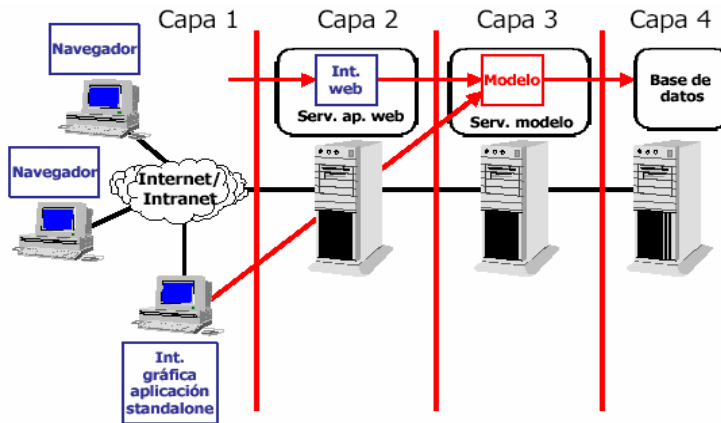 Capa 1
Capa 2
Capa 3
Capa 4
Navegador
Int.
web
Serv. ap. web
Modelo
Serv. modelo
Base de
datos
Navegador
Internet/
Intranet
Int.
gráfica
aplicación
standalone